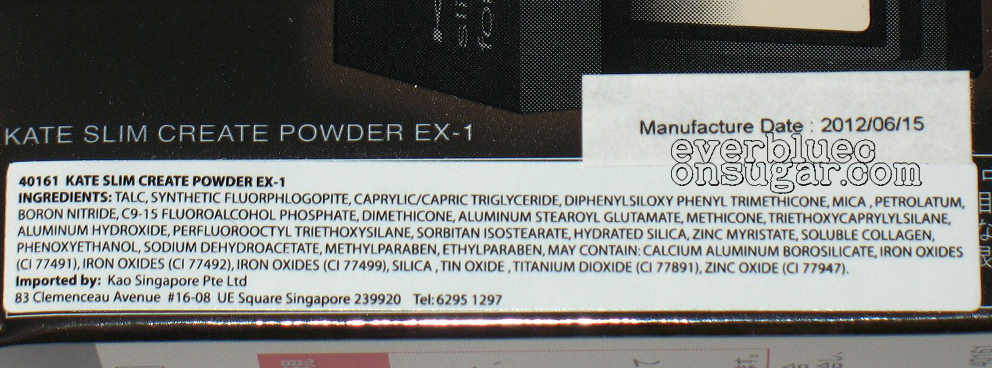 KATE SLIM CREATE POWDER EX-1
Manufacture Date : 2012/06/15
everbluec
onsugar.com
40161 KATE SLIM CREATE POWDER EX-1
INGREDIENTS: TALC, SYNTHETIC FLUORPHLOGOPITE, CAPRYLIC/CAPRIC TRIGLYCERIDE, DIPHENYLSILOXY PHENYL TRIMETHICONE, MICA , PETROLATUM,
BORON NITRIDE, C9-15 FLUOROALCOHOL PHOSPHATE, DIMETHICONE, ALUMINUM STEAROYL GLUTAMATE, METHICONE, TRIETHOXYCAPRYLYLSILANE,
ALUMINUM HYDROXIDE, PERFLUOROOCTYL TRIETHOXYSILANE, SORBITAN ISOSTEARATE, HYDRATED SILICA, ZINC MYRISTATE, SOLUBLE COLLAGEN,
PHENOXYETHANOL, SODIUM DEHYDROACETATE, METHYLPARABEN, ETHYLPARABEN, MAY CONTAIN: CALCIUM ALUMINUM BOROSILICATE, IRON OXIDES
(CI 77491), IRON OXIDES (CI 77492), IRON OXIDES (CI 77499), SILICA , TIN OXIDE , TITANIUM DIOXIDE (CI 77891), ZINC OXIDE (CI 77947).
Imported by: Kao Singapore Pte Ltd
83 Clemenceau Avenue #16-08 UE Square Singapore 239920 Tel: 6295 1297
40161